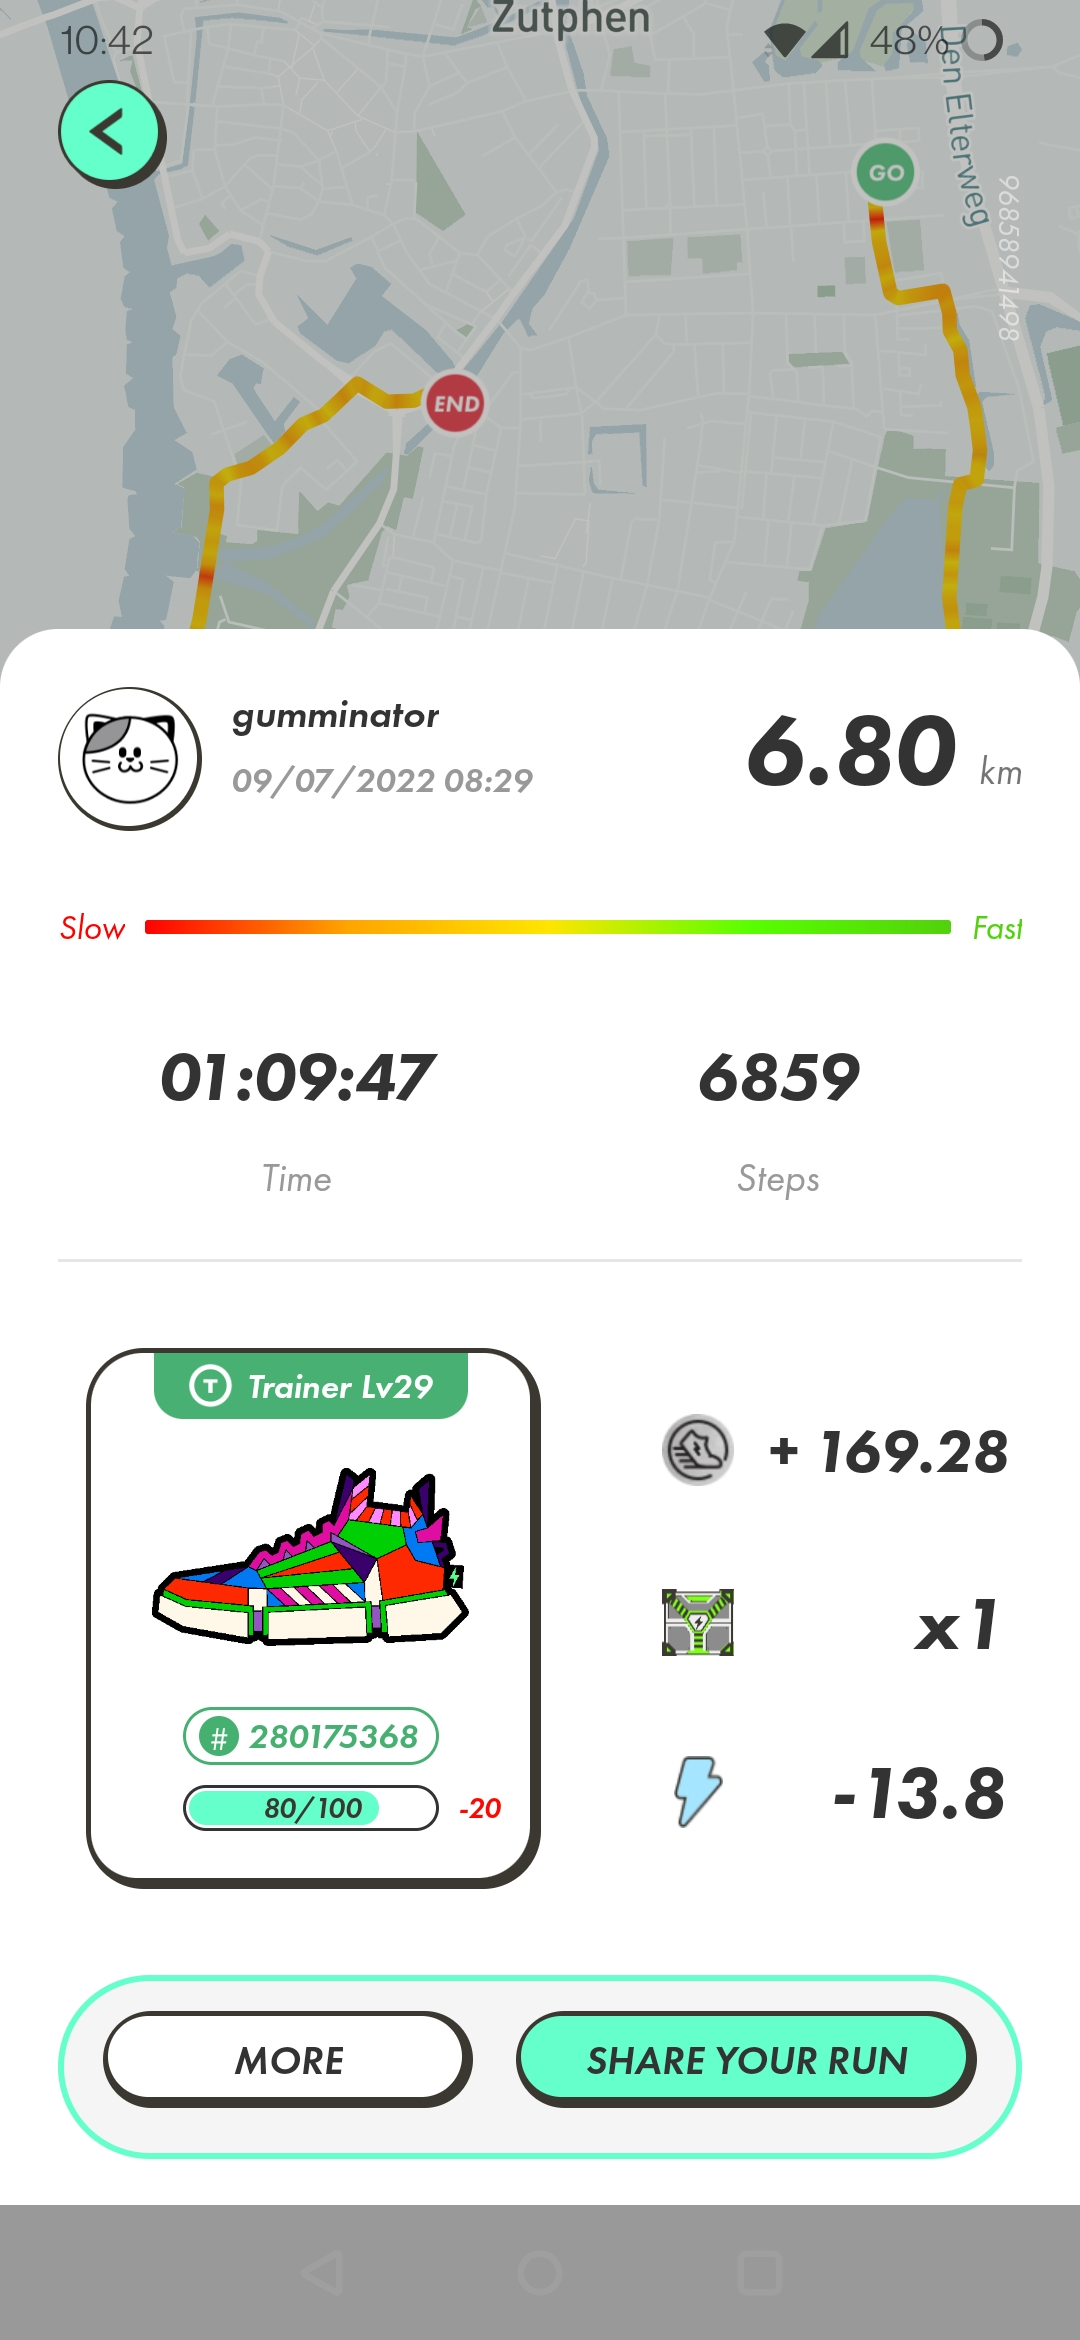 Zutphen
10:42
48%
Den Elterweg
GO
96858941498
END
gumminator
09/07/2022 08:29
6.80 km
Slow
Fast
01:09:47
6859
Time
Steps
T Trainer Lv29
+ 169.28
x1
# 280175368
-13.8
80/100 -20
MORE
SHARE YOUR RUN